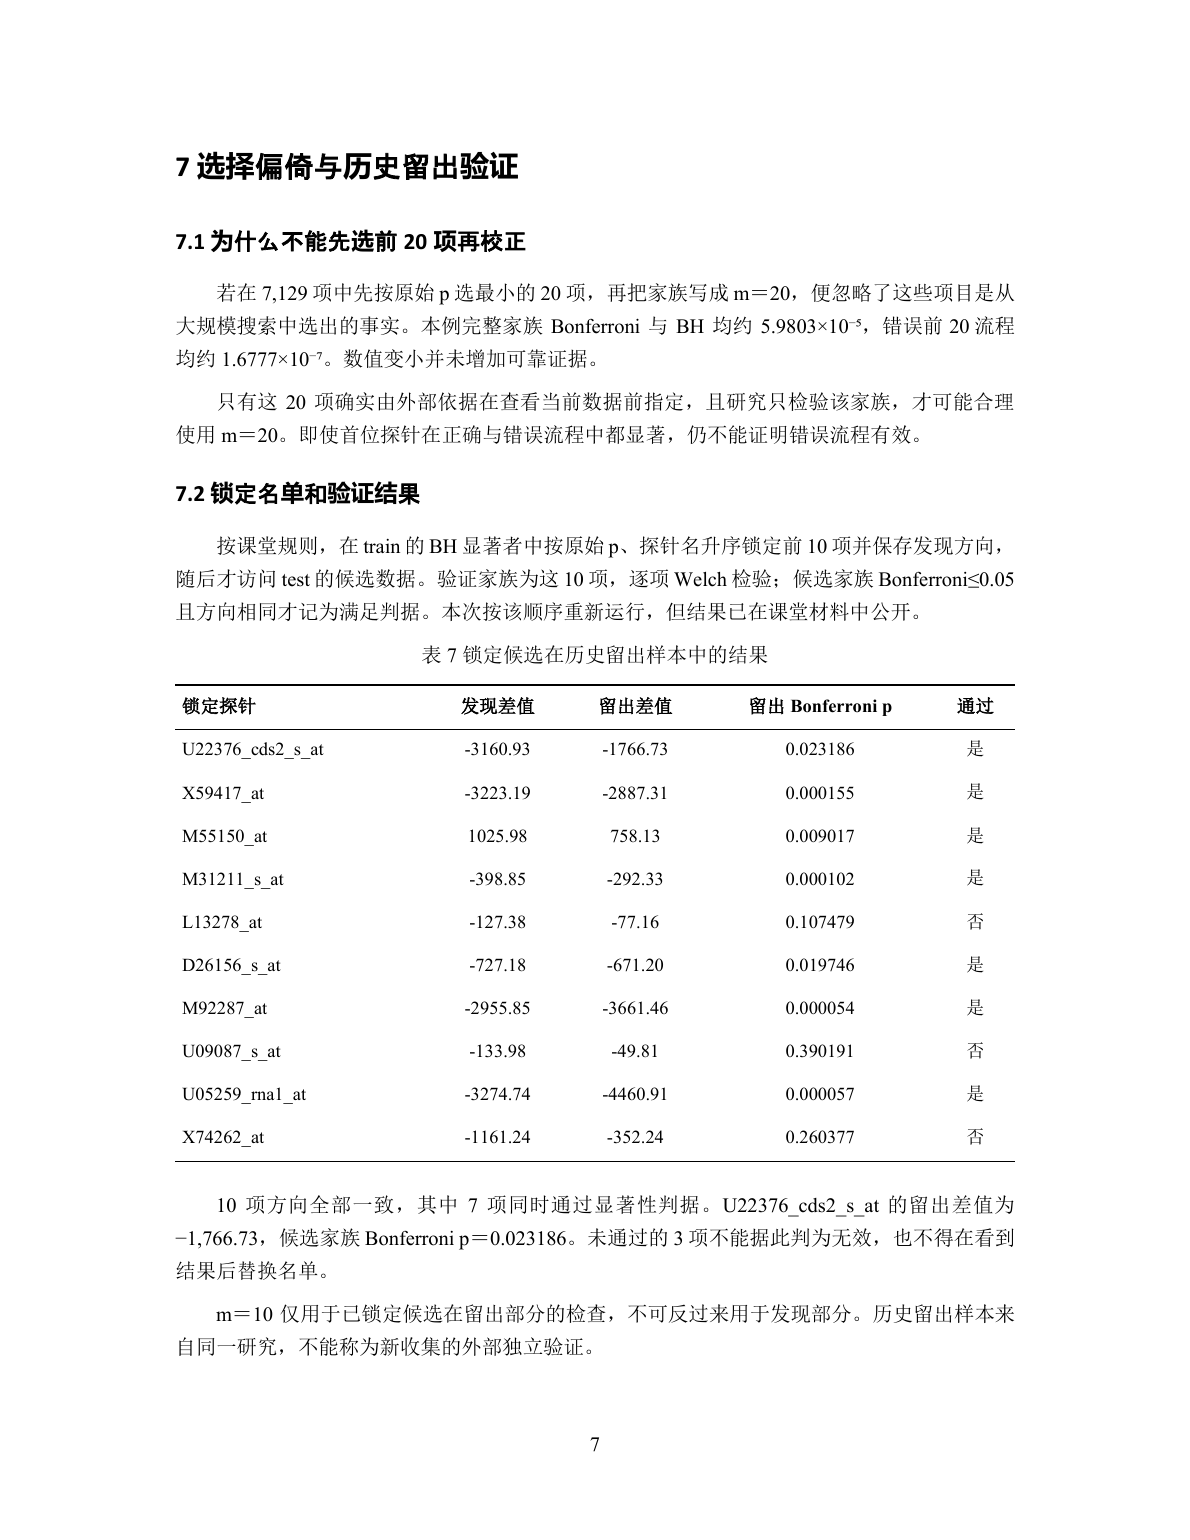 7 选择偏倚与历史留出验证
7.1 为什么不能先选前 20 项再校正
若在 7,129 项中先按原始 p 选最小的 20 项，再把家族写成 m＝20，便忽略了这些项目是从
大规模搜索中选出的事实。本例完整家族 Bonferroni 与 BH 均约 5.9803×10⁻⁵，错误前 20 流程
均约 1.6777×10⁻⁷。数值变小并未增加可靠证据。
只有这 20 项确实由外部依据在查看当前数据前指定，且研究只检验该家族，才可能合理
使用 m＝20。即使首位探针在正确与错误流程中都显著，仍不能证明错误流程有效。
7.2 锁定名单和验证结果
按课堂规则，在 train 的 BH 显著者中按原始 p、探针名升序锁定前 10 项并保存发现方向，
随后才访问 test 的候选数据。验证家族为这 10 项，逐项 Welch 检验；候选家族 Bonferroni≤0.05
且方向相同才记为满足判据。本次按该顺序重新运行，但结果已在课堂材料中公开。
表 7 锁定候选在历史留出样本中的结果
锁定探针 发现差值 留出差值 留出 Bonferroni p 通过
U22376_cds2_s_at -3160.93 -1766.73 0.023186 是
X59417_at -3223.19 -2887.31 0.000155 是
M55150_at 1025.98 758.13 0.009017 是
M31211_s_at -398.85 -292.33 0.000102 是
L13278_at -127.38 -77.16 0.107479 否
D26156_s_at -727.18 -671.20 0.019746 是
M92287_at -2955.85 -3661.46 0.000054 是
U09087_s_at -133.98 -49.81 0.390191 否
U05259_rna1_at -3274.74 -4460.91 0.000057 是
X74262_at -1161.24 -352.24 0.260377 否
10 项方向全部一致，其中 7 项同时通过显著性判据。U22376_cds2_s_at 的留出差值为
−1,766.73，候选家族 Bonferroni p＝0.023186。未通过的 3 项不能据此判为无效，也不得在看到
结果后替换名单。
m＝10 仅用于已锁定候选在留出部分的检查，不可反过来用于发现部分。历史留出样本来
自同一研究，不能称为新收集的外部独立验证。
7